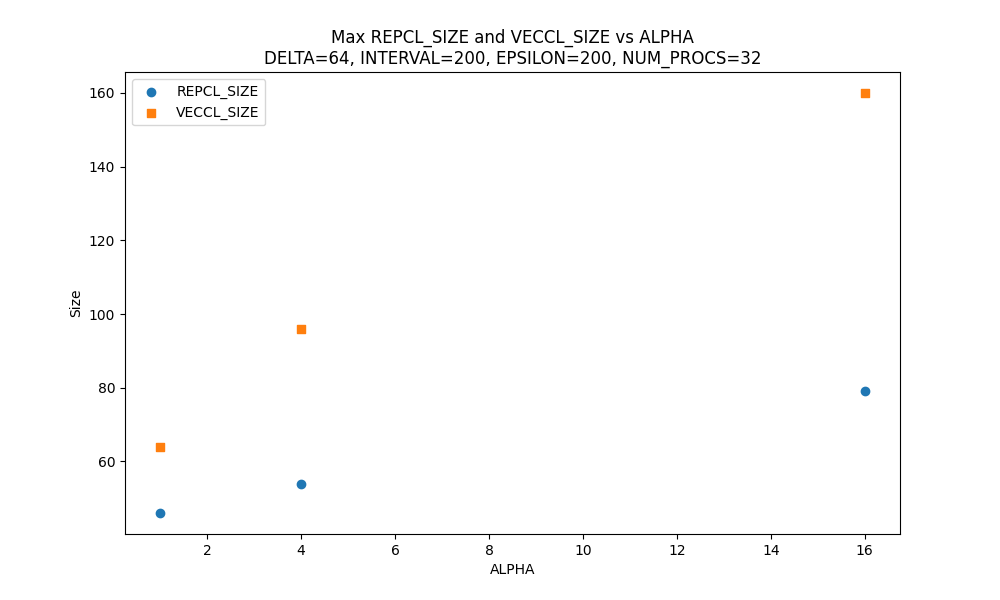 Max REPCL_SIZE and VECCL_SIZE vs ALPHA
DELTA=64, INTERVAL=200, EPSILON=200, NUM_PROCS=32
REPCL_SIZE
VECCL_SIZE
160
140
120
100
80
60
Size
2 4 6 8 10 12 14 16
ALPHA